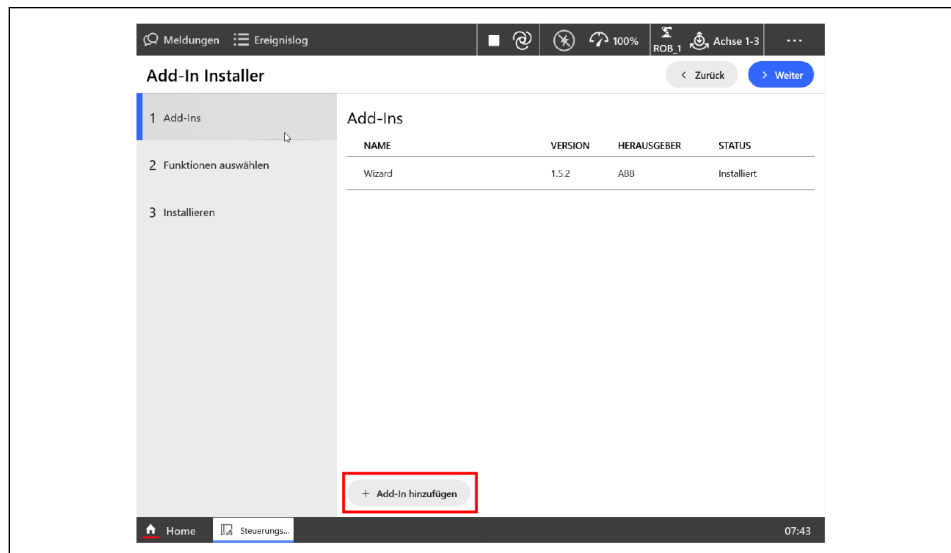 Meldungen Ereignislog 100% ROB_1 Achse 1-3 ...
Add-In Installer Zurück Weiter
1 Add-Ins
2 Funktionen auswählen
3 Installieren
Add-Ins
NAME VERSION HERAUSGEBER STATUS
Wizard 1.5.2 ABB Installiert
+ Add-In hinzufügen
Home Steuerungs... 07:43